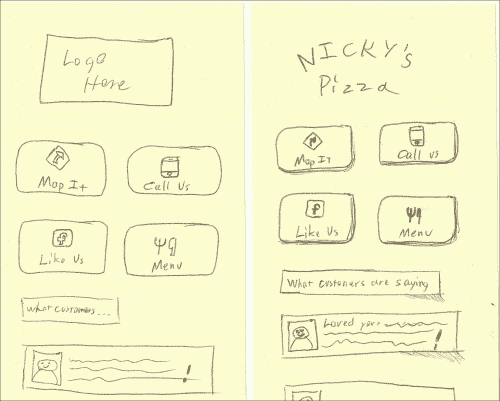 Logo
Here
Map It
Call Us
f
Like Us
Menu
What customers...
!
NICKY's
Pizza
Map It
Call us
f
Like Us
Menu
What customers are saying
Loved your
!